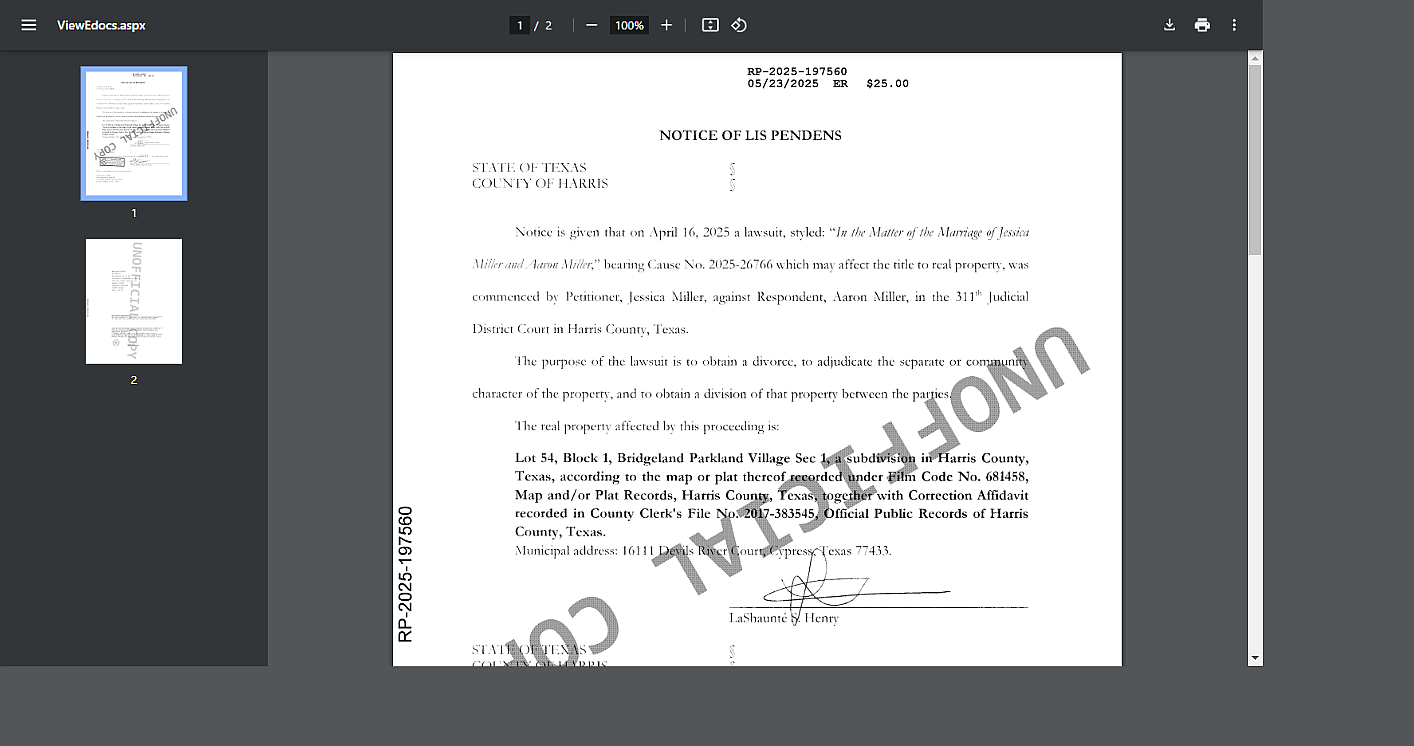 ViewEdocs.aspx
1 / 2
100%
1
2
RP-2025-197560
05/23/2025 ER $25.00
NOTICE OF LIS PENDENS
STATE OF TEXAS §
COUNTY OF HARRIS §
Notice is given that on April 16, 2025 a lawsuit, styled: “In the Matter of the Marriage of Jessica
Miller and Aaron Miller,” bearing Cause No. 2025-26766 which may affect the title to real property, was
commenced by Petitioner, Jessica Miller, against Respondent, Aaron Miller, in the 311th Judicial
District Court in Harris County, Texas.
The purpose of the lawsuit is to obtain a divorce, to adjudicate the separate or community
character of the property, and to obtain a division of that property between the parties.
The real property affected by this proceeding is:
Lot 54, Block 1, Bridgeland Parkland Village Sec 1, a subdivision in Harris County,
Texas, according to the map or plat thereof recorded under Film Code No. 681458,
Map and/or Plat Records, Harris County, Texas, together with Correction Affidavit
recorded in County Clerk's File No. 2017-383545, Official Public Records of Harris
County, Texas.
Municipal address: 16111 Devils River Court, Cypress, Texas 77433.
LaShaunté S. Henry
STATE OF TEXAS §
COUNTY OF HARRIS §
RP-2025-197560
UNOFFICIAL COPY